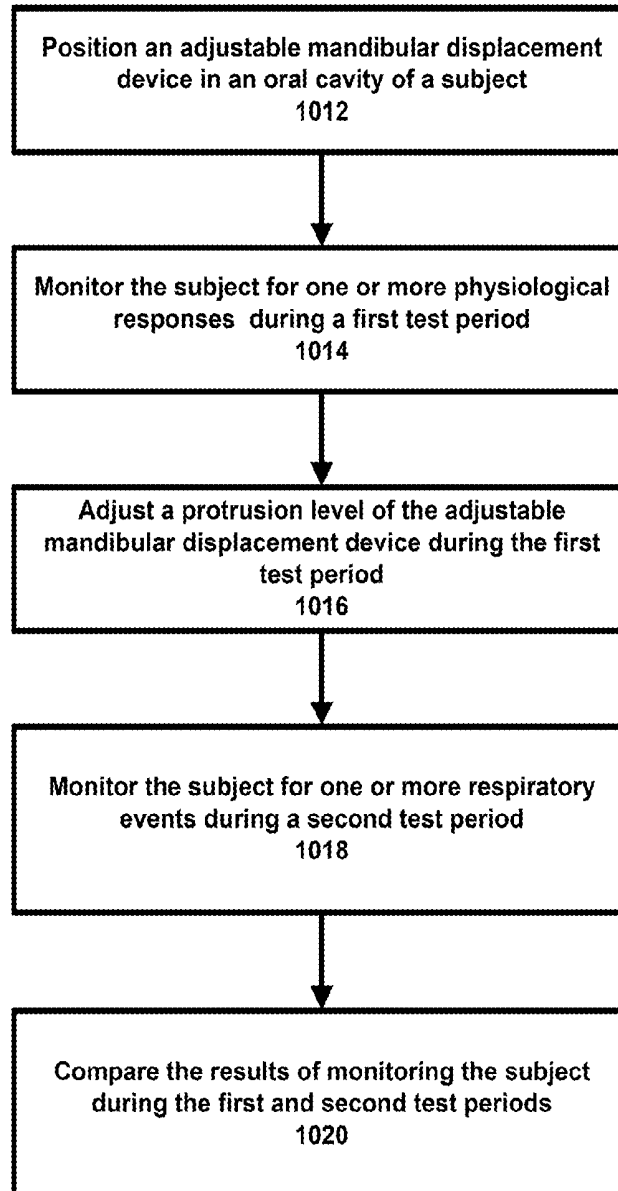 Position an adjustable mandibular displacement
device in an oral cavity of a subject
1012
Monitor the subject for one or more physiological
responses during a first test period
1014
Adjust a protrusion level of the adjustable
mandibular displacement device during the first
test period
1016
Monitor the subject for one or more respiratory
events during a second test period
1018
Compare the results of monitoring the subject
during the first and second test periods
1020